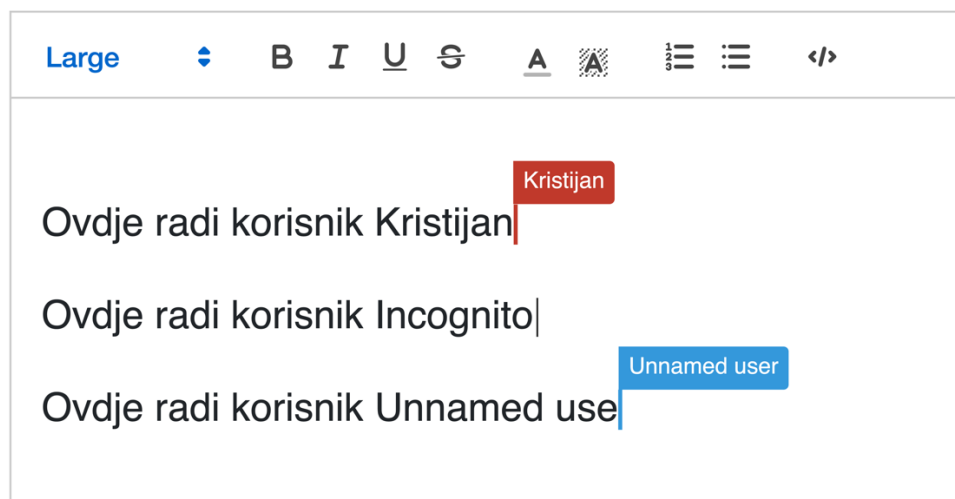 Large B I U S A A </>
Kristijan
Ovdje radi korisnik Kristijan
Ovdje radi korisnik Incognito
Unnamed user
Ovdje radi korisnik Unnamed use